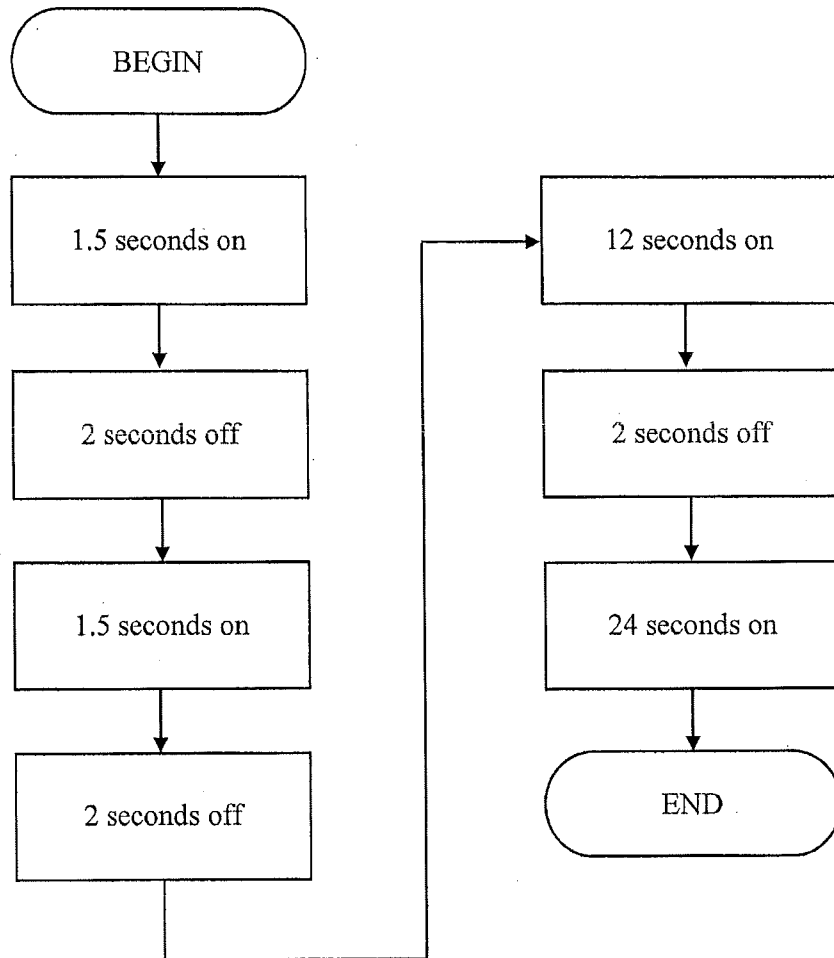 BEGIN
1.5 seconds on
2 seconds off
1.5 seconds on
2 seconds off
12 seconds on
2 seconds off
24 seconds on
END